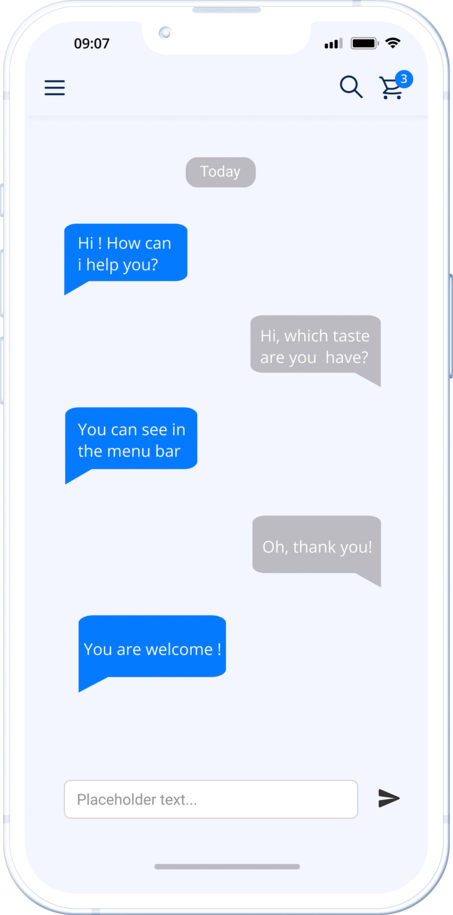 09:07
3
Today
Hi ! How can
i help you?
Hi, which taste
are you  have?
You can see in
the menu bar
Oh, thank you!
You are welcome !
Placeholder text...